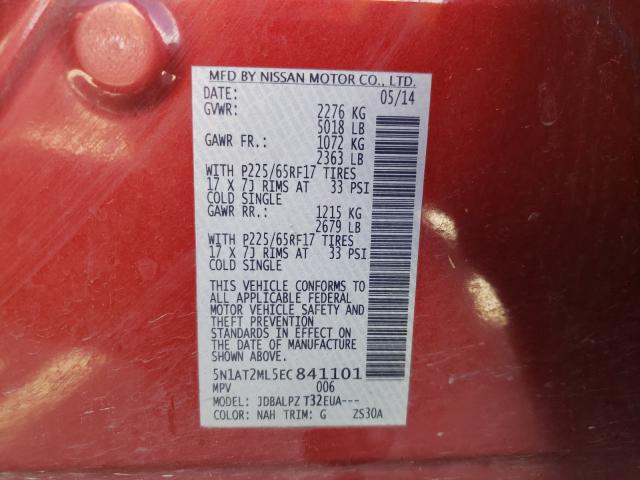 MFD BY NISSAN MOTOR CO., LTD.
DATE: 05/14
GVWR: 2276 KG
5018 LB
GAWR FR.: 1072 KG
2363 LB
WITH P225/65RF17 TIRES
17 X 7J RIMS AT 33 PSI
COLD SINGLE
GAWR RR.: 1215 KG
2679 LB
WITH P225/65RF17 TIRES
17 X 7J RIMS AT 33 PSI
COLD SINGLE
THIS VEHICLE CONFORMS TO
ALL APPLICABLE FEDERAL
MOTOR VEHICLE SAFETY AND
THEFT PREVENTION
STANDARDS IN EFFECT ON
THE DATE OF MANUFACTURE
SHOWN ABOVE.
5N1AT2ML5EC841101
MPV 006
MODEL: JDBALPZ T32EUA---
COLOR: NAH TRIM: G ZS30A